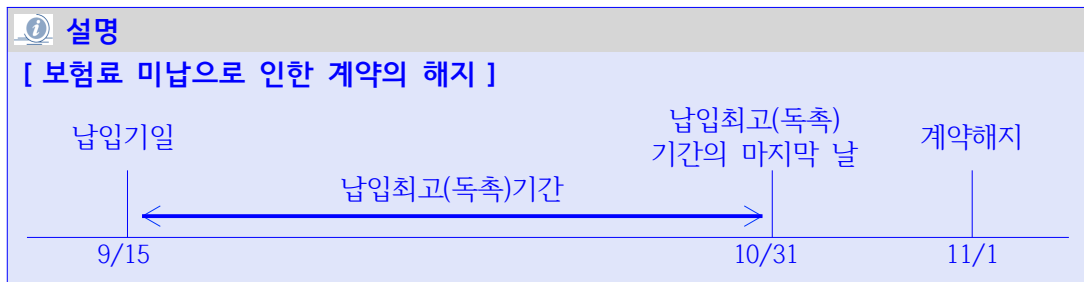 설명
[ 보험료 미납으로 인한 계약의 해지 ]
납입기일
납입최고(독촉)
기간의 마지막 날
계약해지
납입최고(독촉)기간
9/15
10/31
11/1